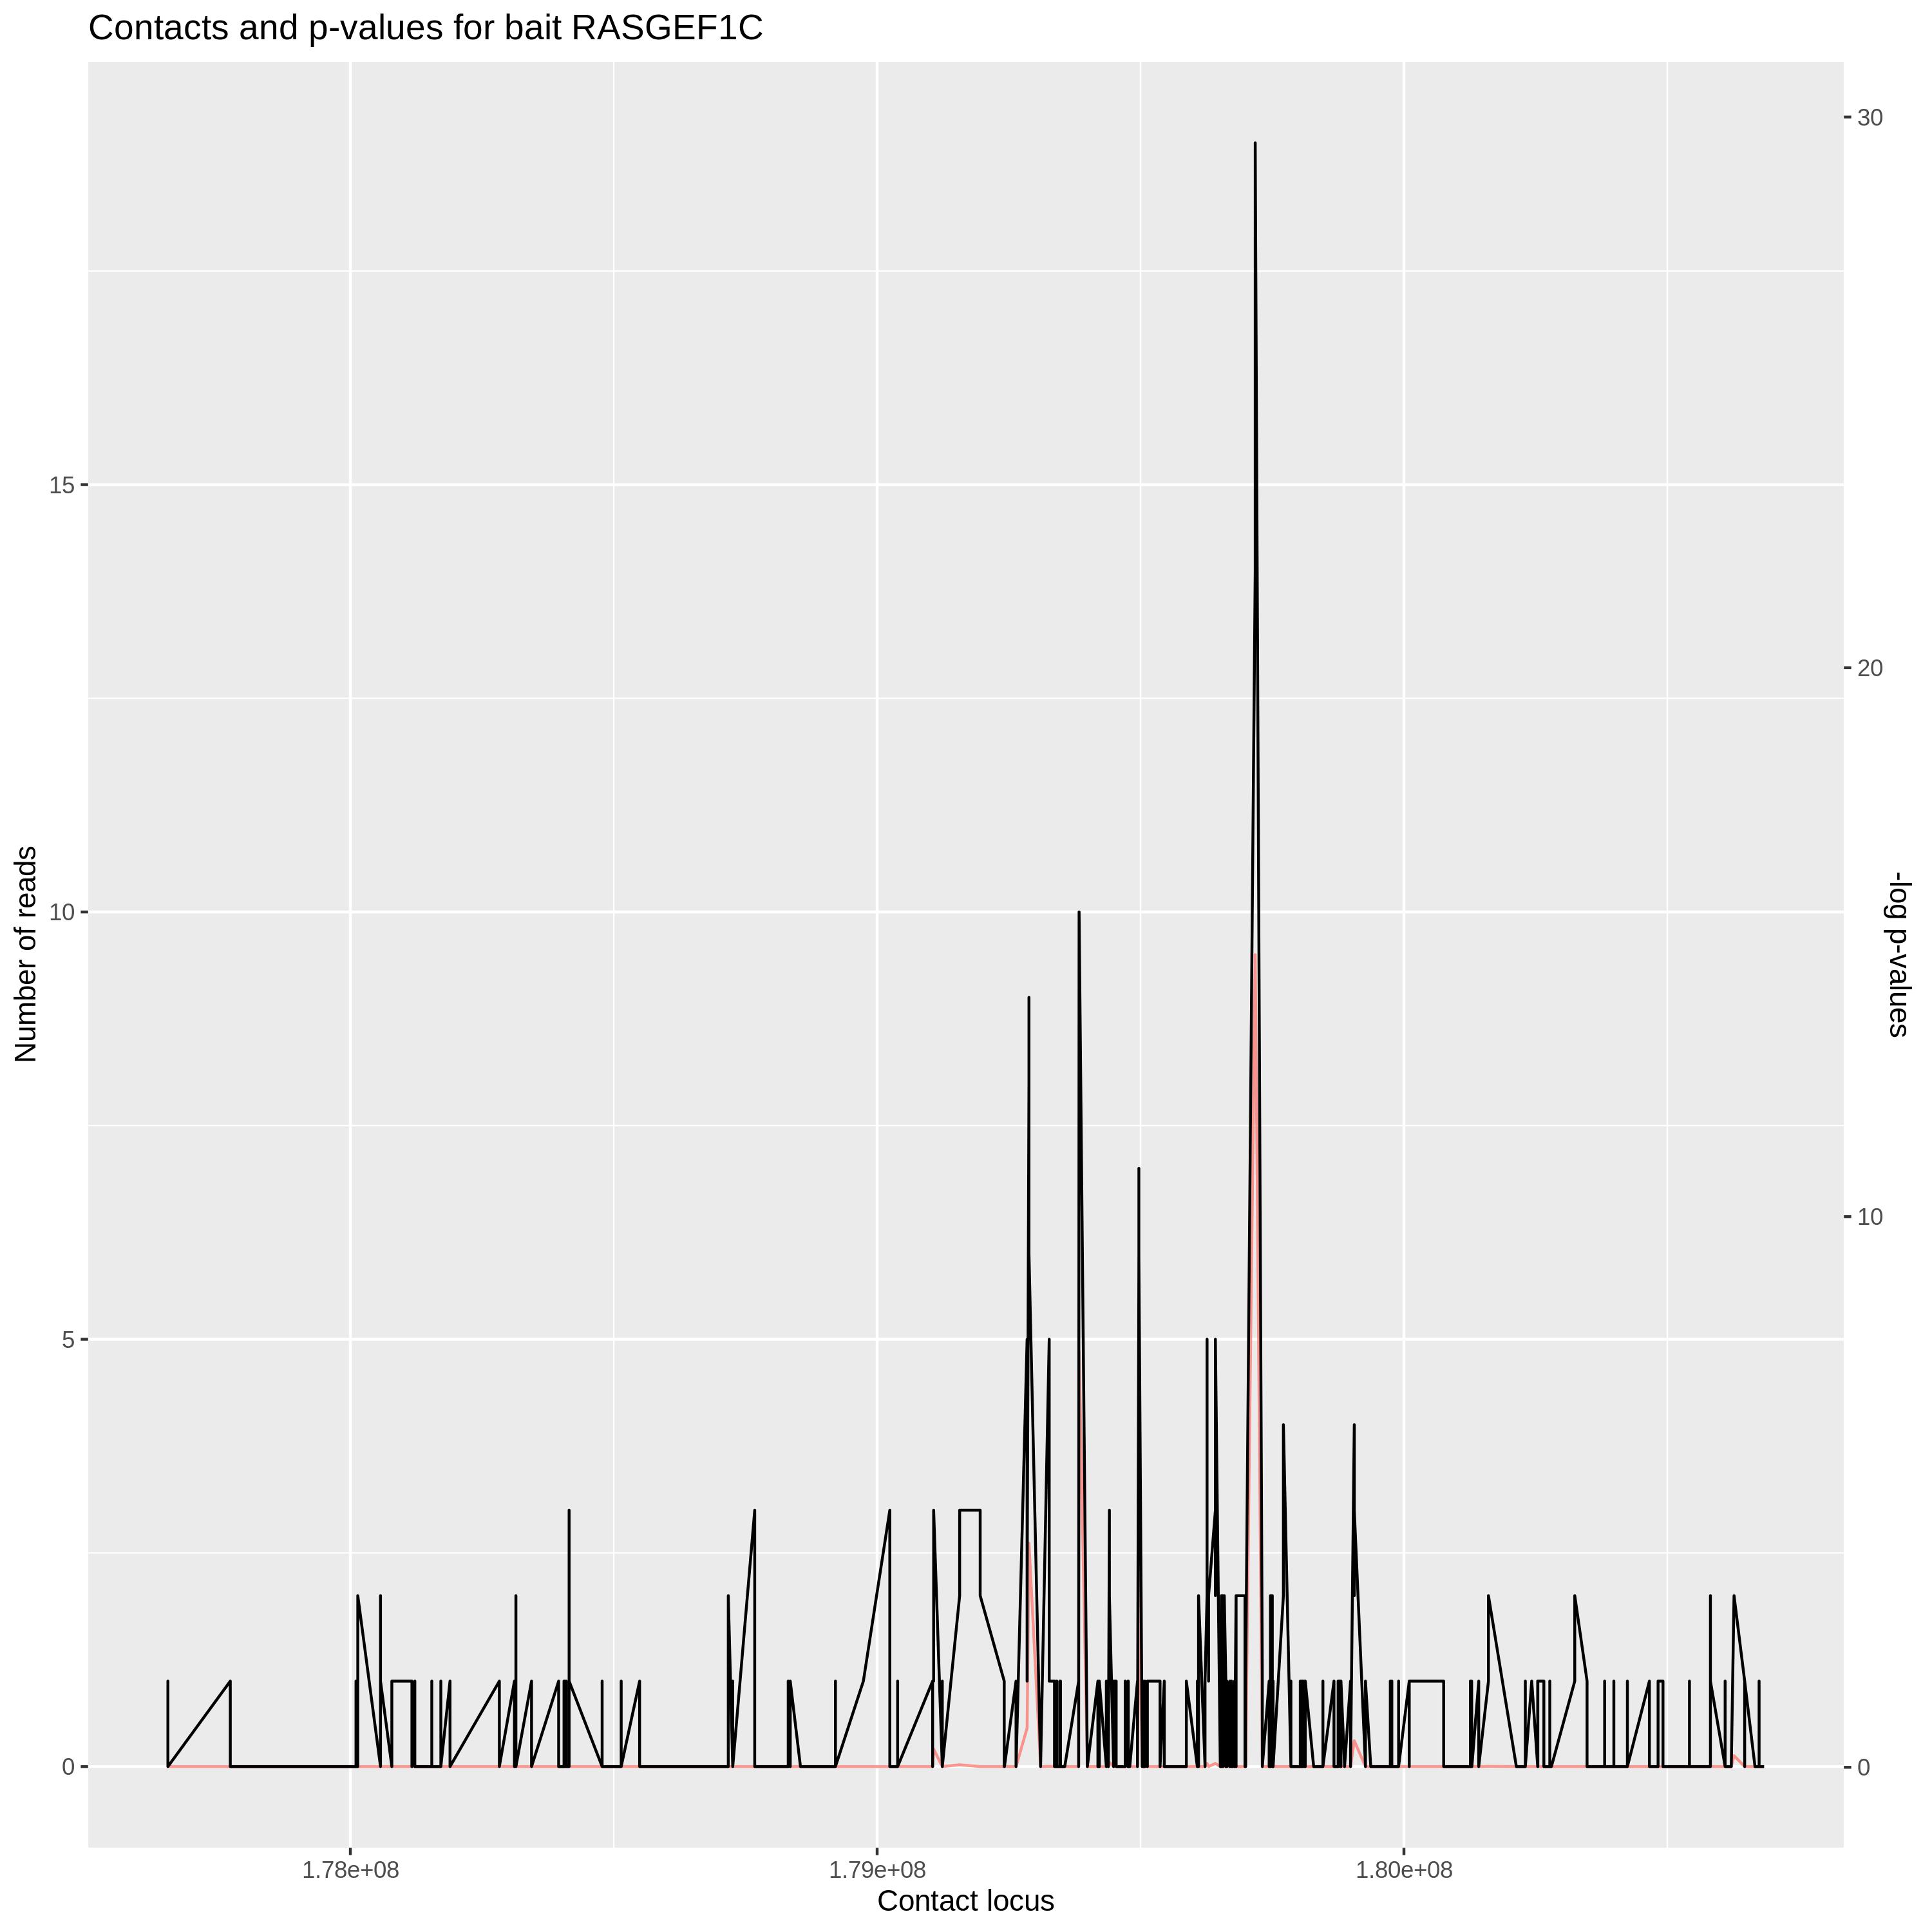 Contacts and p-values for bait RASGEF1C
30
20
15
10
10
5
0
0
Number of reads
-log p-values
1.78e+08
1.79e+08
1.80e+08
Contact locus